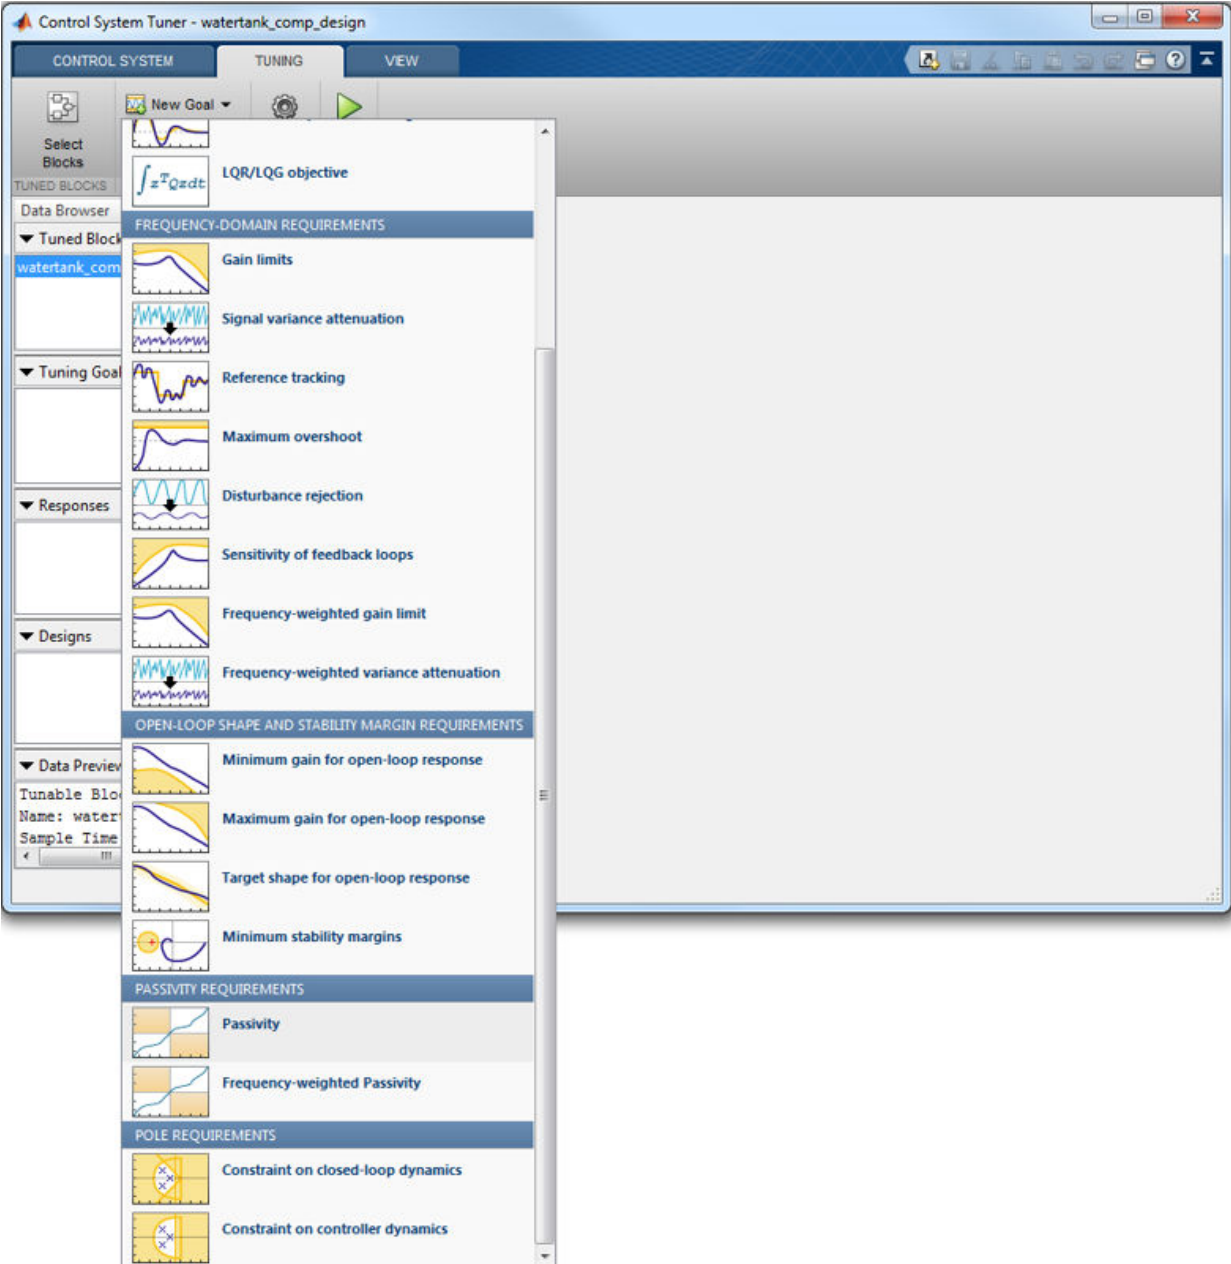 Control System Tuner - watertank_comp_design
CONTROL SYSTEM
TUNING
VIEW
New Goal
Select
Blocks
TUNED BLOCKS
Data Browser
Tuned Block
watertank_com
Tuning Goal
Responses
Designs
Data Preview
Tunable Blo
Name: water
Sample Time
∫zᵀQzdt
LQR/LQG objective
FREQUENCY-DOMAIN REQUIREMENTS
Gain limits
Signal variance attenuation
Reference tracking
Maximum overshoot
Disturbance rejection
Sensitivity of feedback loops
Frequency-weighted gain limit
Frequency-weighted variance attenuation
OPEN-LOOP SHAPE AND STABILITY MARGIN REQUIREMENTS
Minimum gain for open-loop response
Maximum gain for open-loop response
Target shape for open-loop response
Minimum stability margins
PASSIVITY REQUIREMENTS
Passivity
Frequency-weighted Passivity
POLE REQUIREMENTS
Constraint on closed-loop dynamics
Constraint on controller dynamics